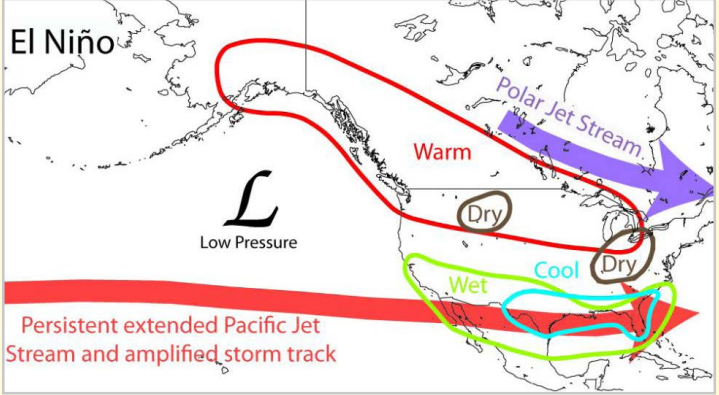 El Niño
Polar Jet Stream
Warm
Dry
L
Low Pressure
Dry
Cool
Wet
Persistent extended Pacific Jet
Stream and amplified storm track